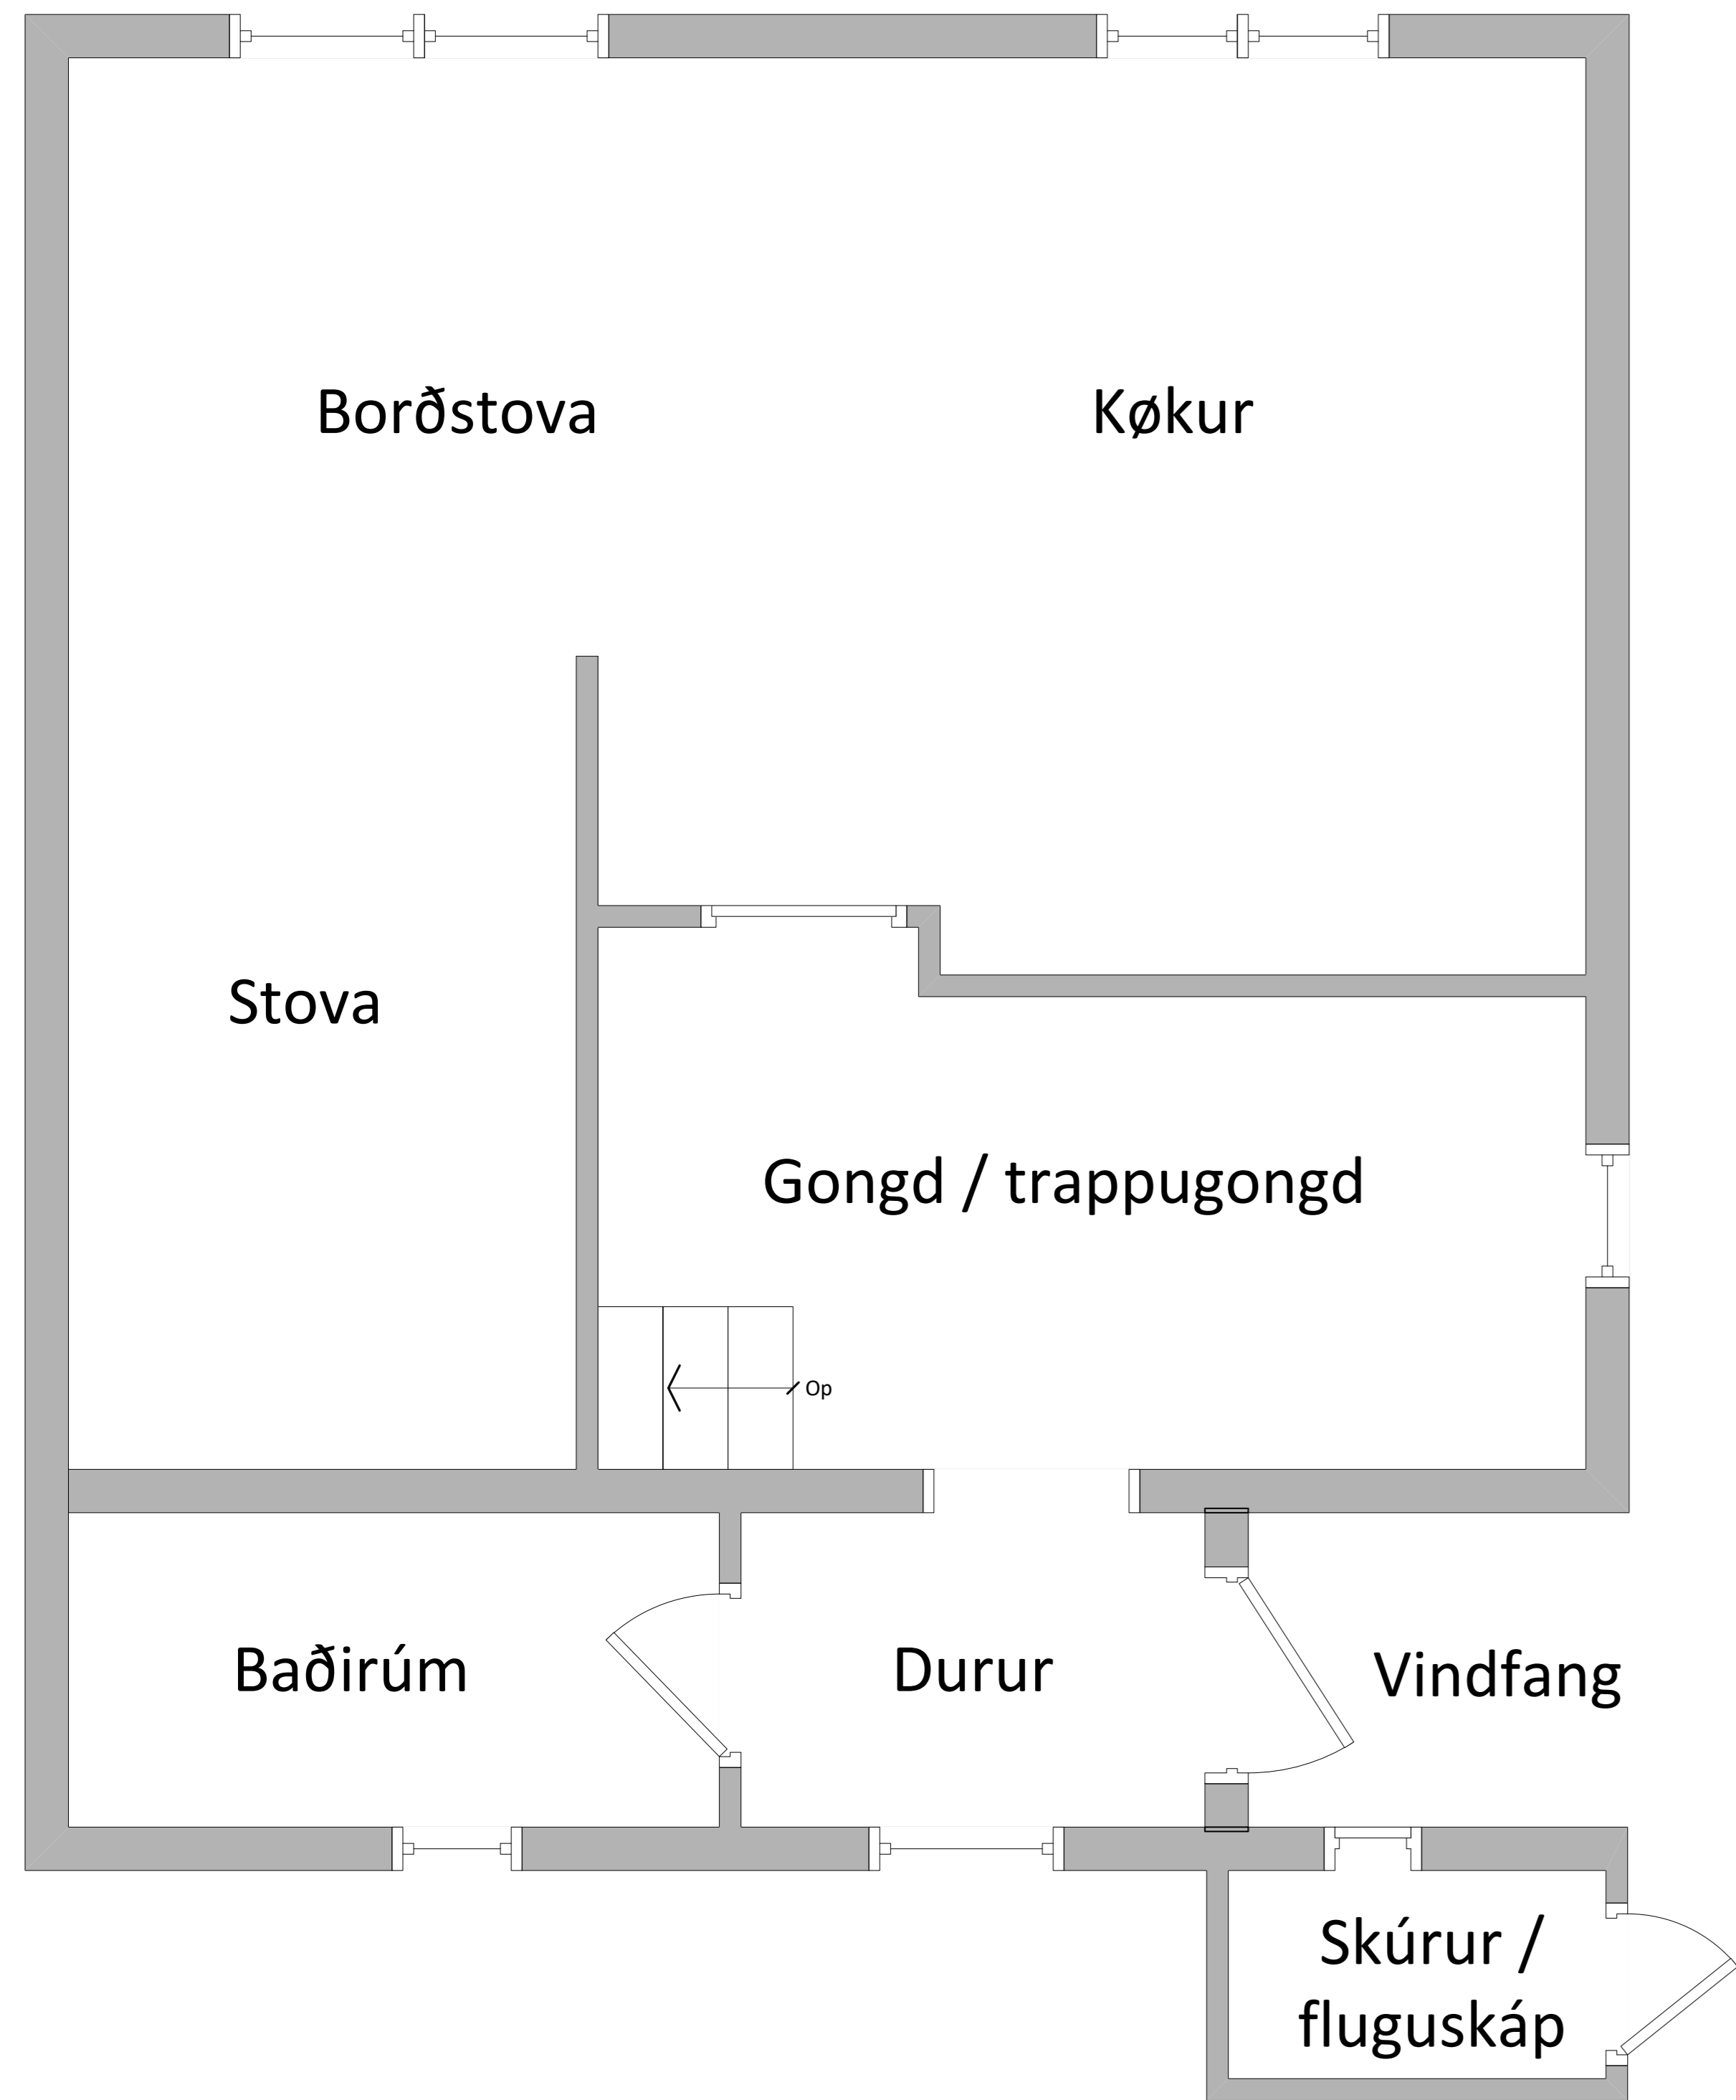 Borðstova
Køkur
Stova
Gongd / trappugongd
Op
Baðirúm
Durur
Vindfang
Skúrur /
fluguskáp